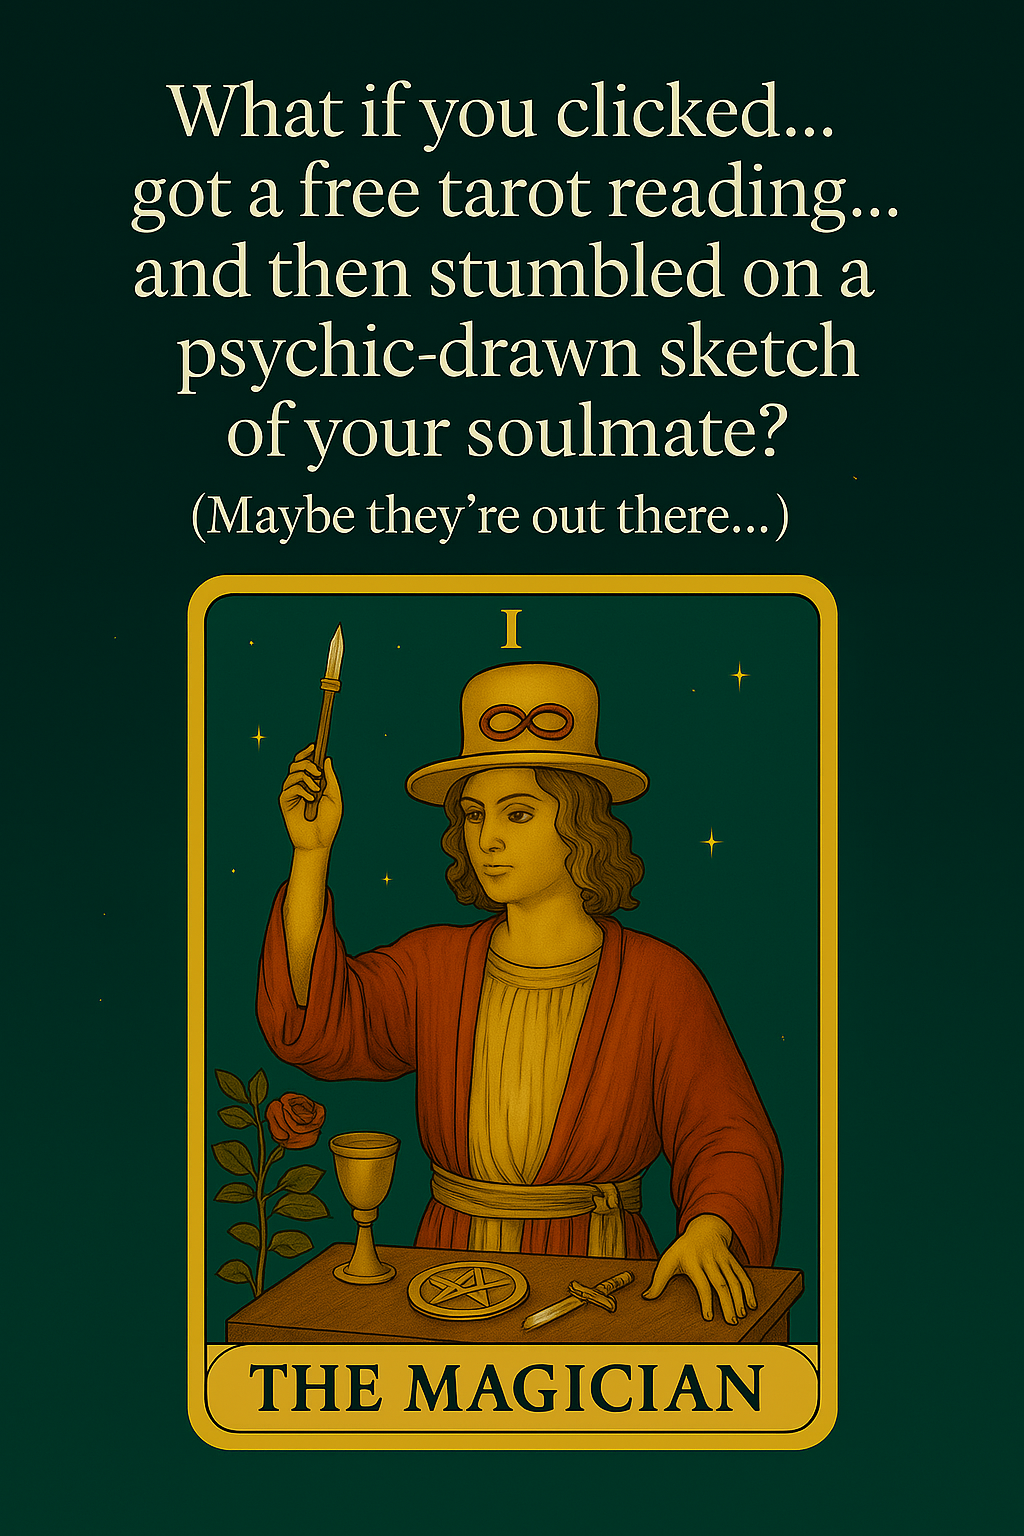 What if you clicked...
got a free tarot reading...
and then stumbled on a
psychic-drawn sketch
of your soulmate?
(Maybe they’re out there...)
I
THE MAGICIAN